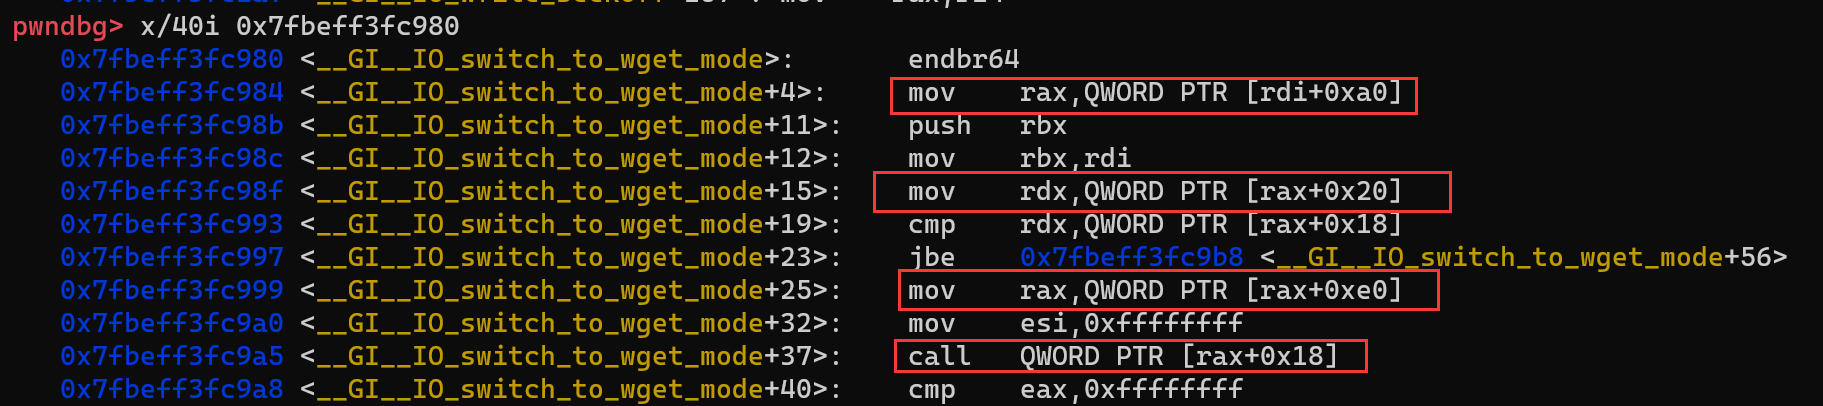 pwndbg> x/40i 0x7fbeff3fc980
0x7fbeff3fc980 <__GI__IO_switch_to_wget_mode>: endbr64
0x7fbeff3fc984 <__GI__IO_switch_to_wget_mode+4>: mov rax,QWORD PTR [rdi+0xa0]
0x7fbeff3fc98b <__GI__IO_switch_to_wget_mode+11>: push rbx
0x7fbeff3fc98c <__GI__IO_switch_to_wget_mode+12>: mov rbx,rdi
0x7fbeff3fc98f <__GI__IO_switch_to_wget_mode+15>: mov rdx,QWORD PTR [rax+0x20]
0x7fbeff3fc993 <__GI__IO_switch_to_wget_mode+19>: cmp rdx,QWORD PTR [rax+0x18]
0x7fbeff3fc997 <__GI__IO_switch_to_wget_mode+23>: jbe 0x7fbeff3fc9b8 <__GI__IO_switch_to_wget_mode+56>
0x7fbeff3fc999 <__GI__IO_switch_to_wget_mode+25>: mov rax,QWORD PTR [rax+0xe0]
0x7fbeff3fc9a0 <__GI__IO_switch_to_wget_mode+32>: mov esi,0xffffffff
0x7fbeff3fc9a5 <__GI__IO_switch_to_wget_mode+37>: call QWORD PTR [rax+0x18]
0x7fbeff3fc9a8 <__GI__IO_switch_to_wget_mode+40>: cmp eax,0xffffffff